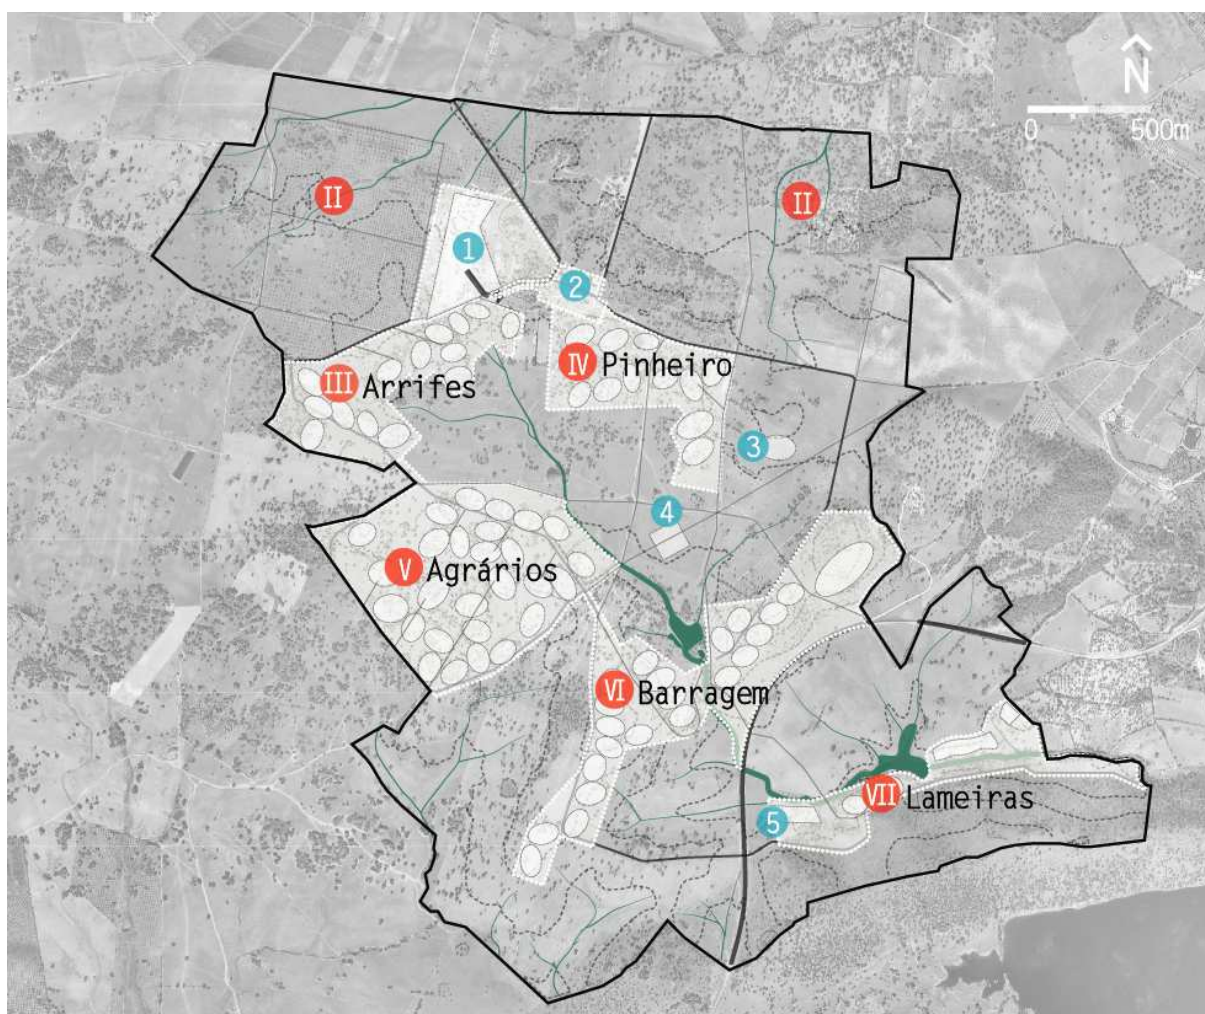 N
0 500m
II
II
1
2
IV Pinheiro
III Arrifes
3
4
V Agrários
VI Barragem
VII Lameiras
5